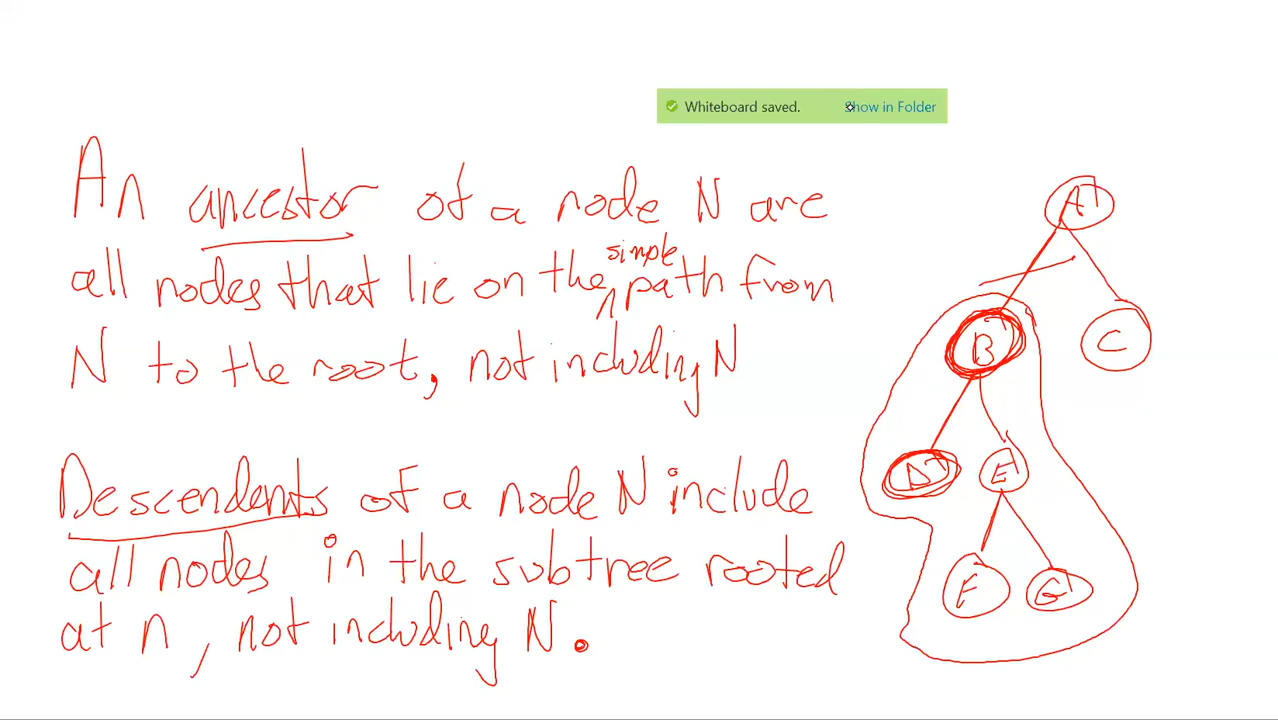 Whiteboard saved. Show in Folder
An ancestor of a node N are
all nodes that lie on the simple path from
N to the root, not including N
Descendents of a node N include
all nodes in the subtree rooted
at n, not including N.
A
B C
D E
F G